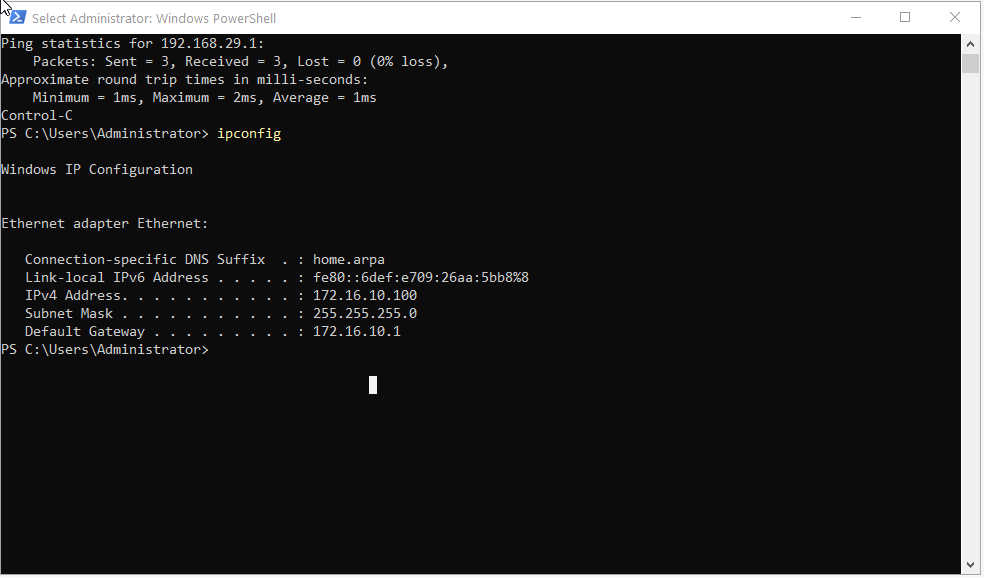 Select Administrator: Windows PowerShell
Ping statistics for 192.168.29.1:
    Packets: Sent = 3, Received = 3, Lost = 0 (0% loss),
Approximate round trip times in milli-seconds:
    Minimum = 1ms, Maximum = 2ms, Average = 1ms
Control-C
PS C:\Users\Administrator> ipconfig

Windows IP Configuration


Ethernet adapter Ethernet:

   Connection-specific DNS Suffix  . : home.arpa
   Link-local IPv6 Address . . . . . : fe80::6def:e709:26aa:5bb8%8
   IPv4 Address. . . . . . . . . . . : 172.16.10.100
   Subnet Mask . . . . . . . . . . . : 255.255.255.0
   Default Gateway . . . . . . . . . : 172.16.10.1
PS C:\Users\Administrator>